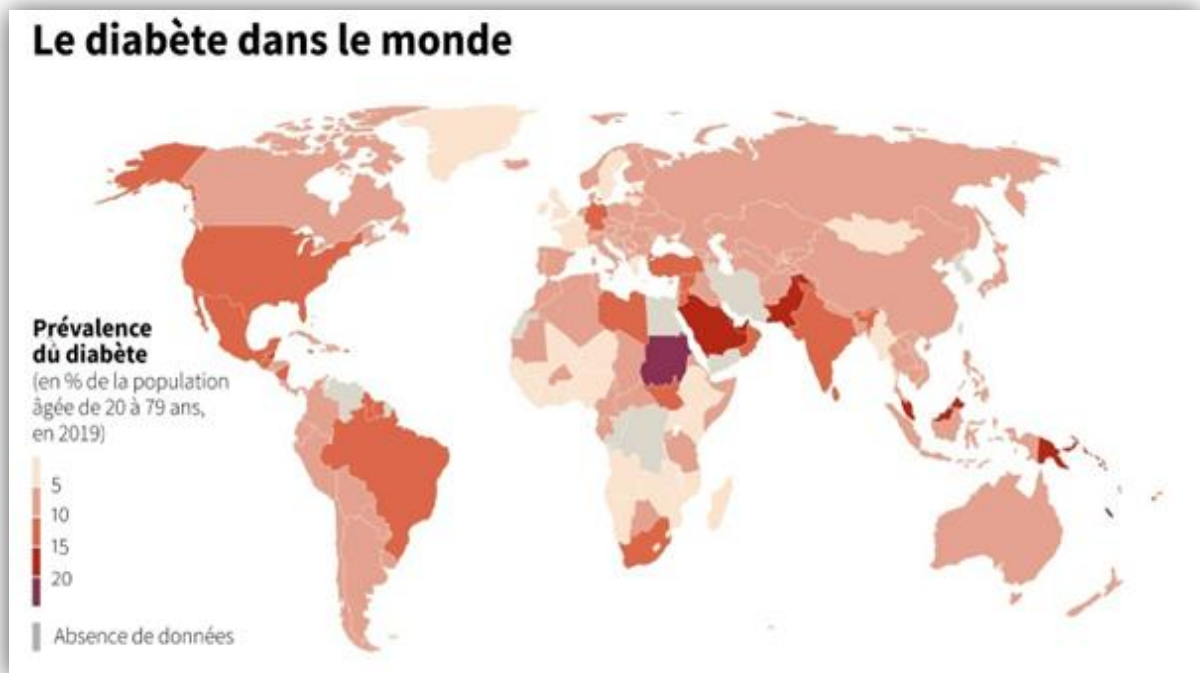 Le diabète dans le monde
Prévalence
du diabète
(en % de la population
âgée de 20 à 79 ans,
en 2019)
5
10
15
20
Absence de données